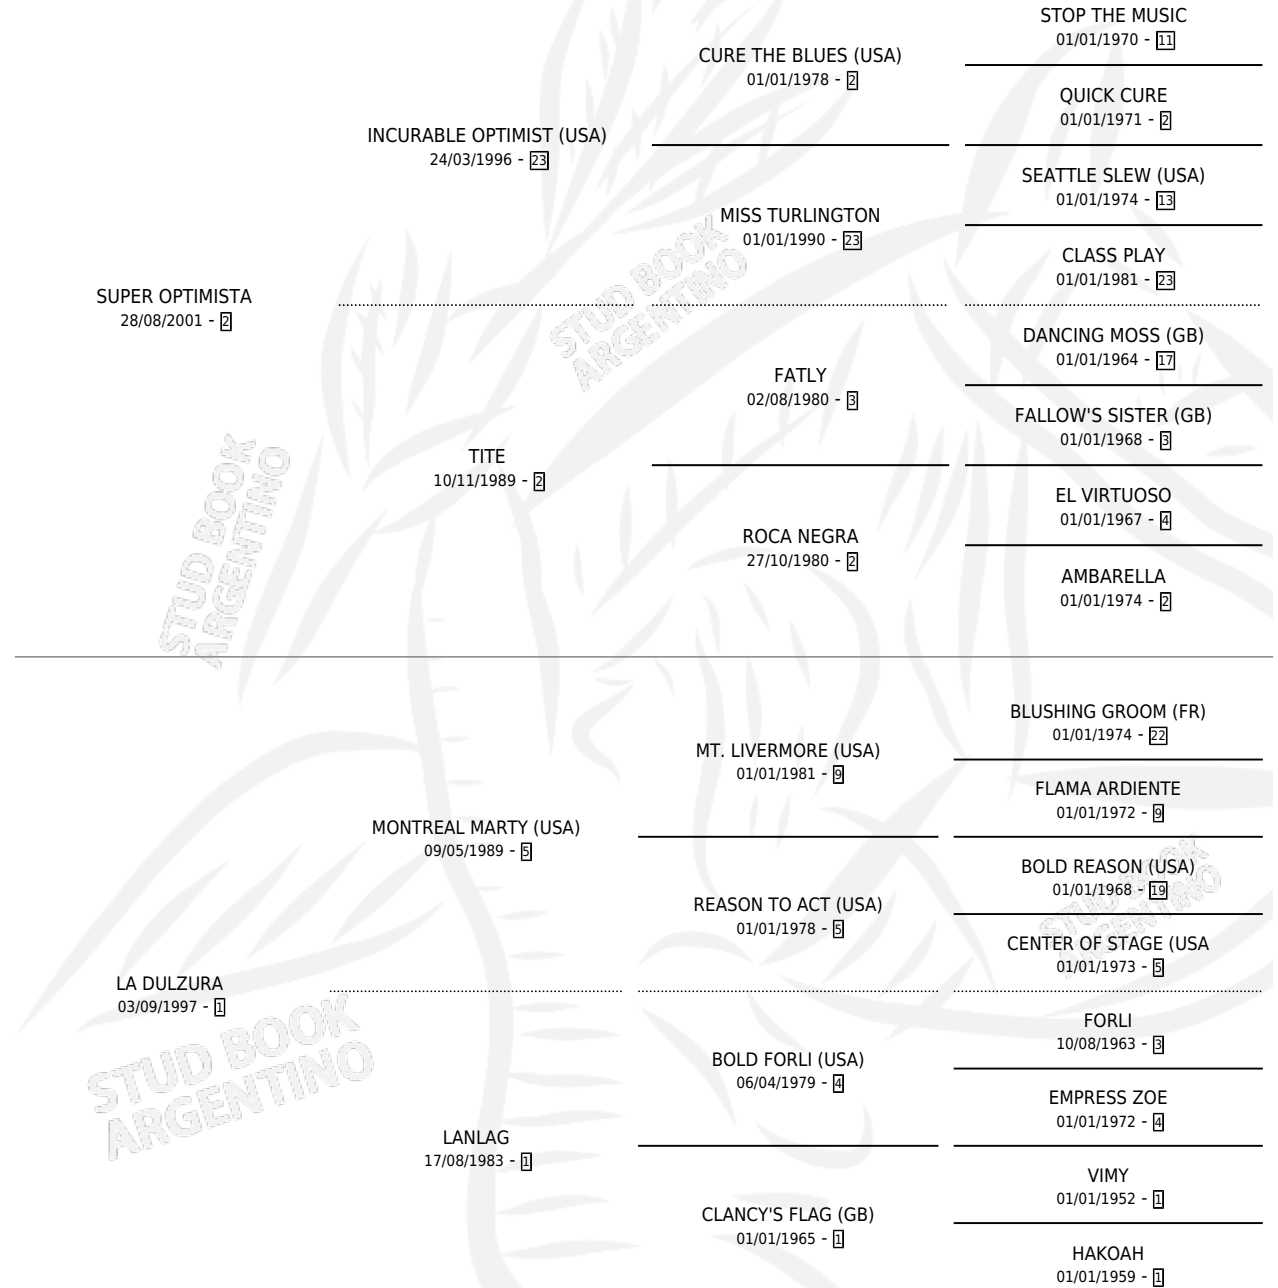 STOP THE MUSIC
01/01/1970 - 11
CURE THE BLUES (USA)
01/01/1978 - 2
QUICK CURE
01/01/1971 - 2
INCURABLE OPTIMIST (USA)
24/03/1996 - 23
SEATTLE SLEW (USA)
01/01/1974 - 13
MISS TURLINGTON
01/01/1990 - 23
CLASS PLAY
01/01/1981 - 23
SUPER OPTIMISTA
28/08/2001 - 2
STUD BOOK
ARGENTINO
DANCING MOSS (GB)
01/01/1964 - 17
FATLY
02/08/1980 - 3
FALLOW'S SISTER (GB)
01/01/1968 - 3
TITE
10/11/1989 - 2
EL VIRTUOSO
01/01/1967 - 4
ROCA NEGRA
27/10/1980 - 2
AMBARELLA
01/01/1974 - 2
STUD BOOK
ARGENTINO
BLUSHING GROOM (FR)
01/01/1974 - 22
MT. LIVERMORE (USA)
01/01/1981 - 9
FLAMA ARDIENTE
01/01/1972 - 9
MONTREAL MARTY (USA)
09/05/1989 - 5
BOLD REASON (USA)
01/01/1968 - 19
REASON TO ACT (USA)
01/01/1978 - 5
CENTER OF STAGE (USA
01/01/1973 - 5
STUD BOOK
ARGENTINO
LA DULZURA
03/09/1997 - 1
FORLI
10/08/1963 - 3
BOLD FORLI (USA)
06/04/1979 - 4
EMPRESS ZOE
01/01/1972 - 4
STUD BOOK
ARGENTINO
LANLAG
17/08/1983 - 1
VIMY
01/01/1952 - 1
CLANCY'S FLAG (GB)
01/01/1965 - 1
HAKOAH
01/01/1959 - 1